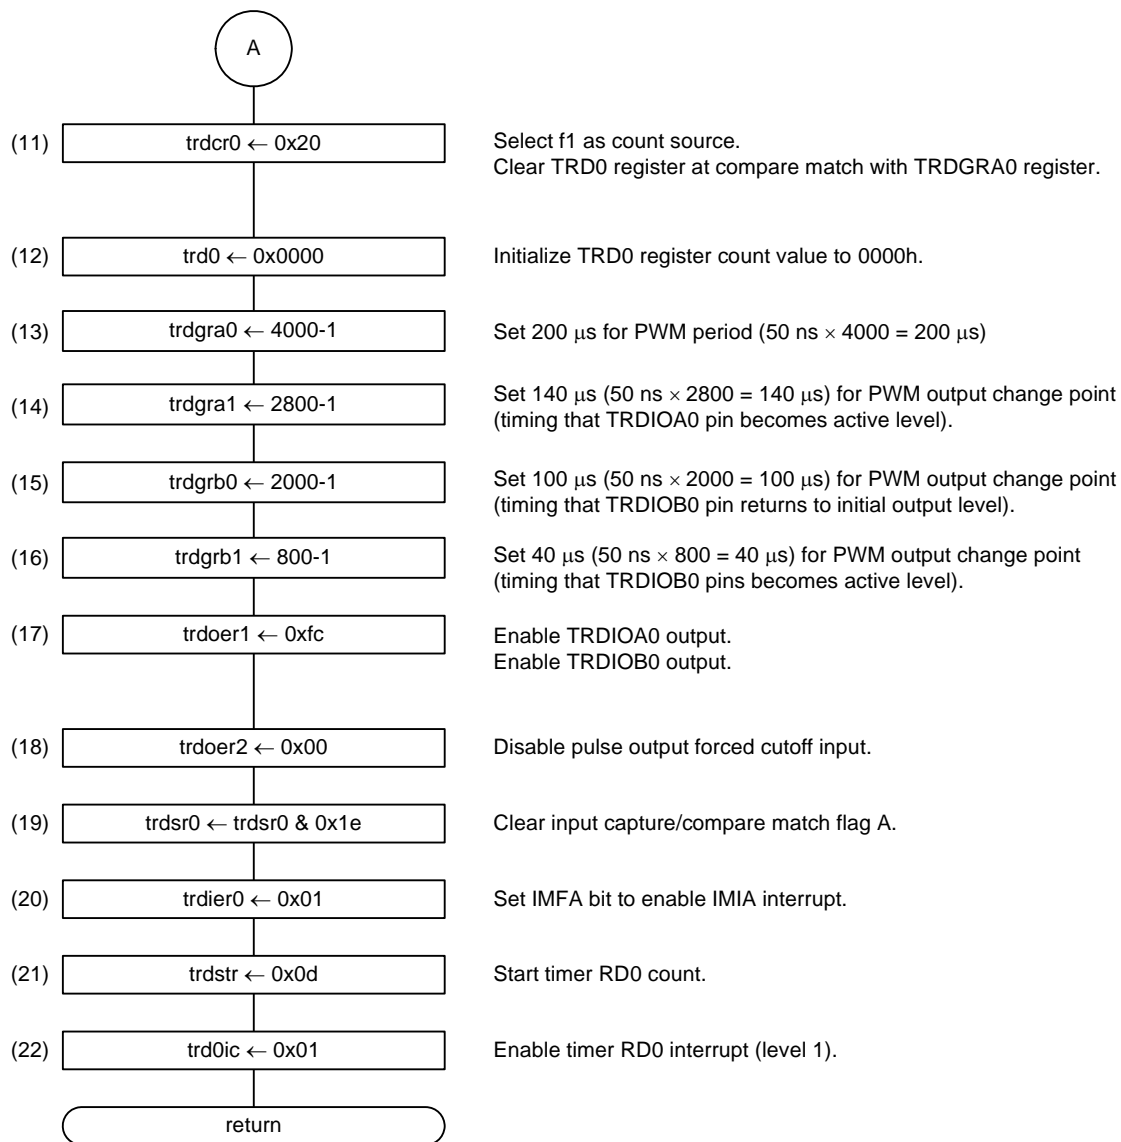 A
(11) trdcr0 ← 0x20 Select f1 as count source.
Clear TRD0 register at compare match with TRDGRA0 register.
(12) trd0 ← 0x0000 Initialize TRD0 register count value to 0000h.
(13) trdgra0 ← 4000-1 Set 200 μs for PWM period (50 ns × 4000 = 200 μs)
(14) trdgra1 ← 2800-1 Set 140 μs (50 ns × 2800 = 140 μs) for PWM output change point
(timing that TRDIOA0 pin becomes active level).
(15) trdgrb0 ← 2000-1 Set 100 μs (50 ns × 2000 = 100 μs) for PWM output change point
(timing that TRDIOB0 pin returns to initial output level).
(16) trdgrb1 ← 800-1 Set 40 μs (50 ns × 800 = 40 μs) for PWM output change point
(timing that TRDIOB0 pins becomes active level).
(17) trdoer1 ← 0xfc Enable TRDIOA0 output.
Enable TRDIOB0 output.
(18) trdoer2 ← 0x00 Disable pulse output forced cutoff input.
(19) trdsr0 ← trdsr0 & 0x1e Clear input capture/compare match flag A.
(20) trdier0 ← 0x01 Set IMFA bit to enable IMIA interrupt.
(21) trdstr ← 0x0d Start timer RD0 count.
(22) trd0ic ← 0x01 Enable timer RD0 interrupt (level 1).
return